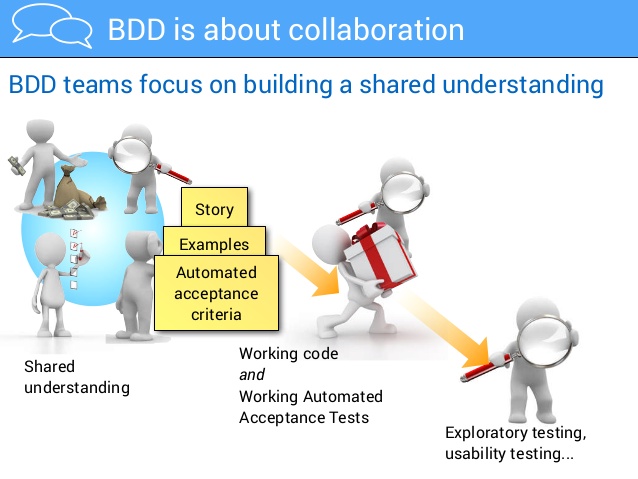 BDD is about collaboration
BDD teams focus on building a shared understanding
Story
Examples
Automated
acceptance
criteria
Shared
understanding
Working code
and
Working Automated
Acceptance Tests
Exploratory testing,
usability testing...